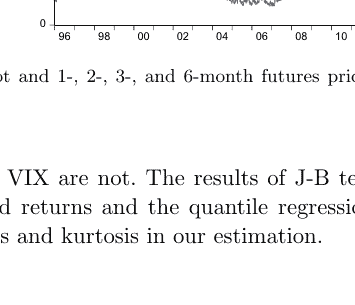 0
96 98 00 02 04 06 08 10
ot and 1-, 2-, 3-, and 6-month futures pric
VIX are not. The results of J-B te
d returns and the quantile regressio
s and kurtosis in our estimation.